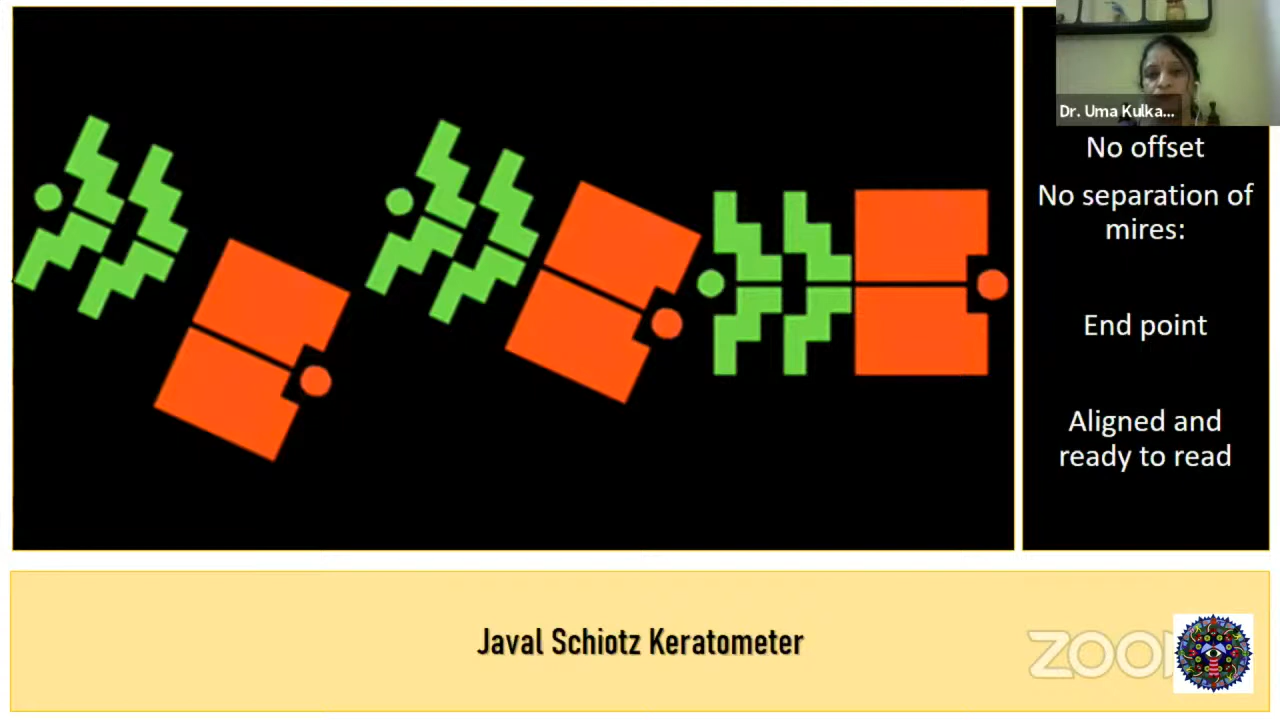 Dr. Uma Kulka...
No offset
No separation of
mires:
End point
Aligned and
ready to read
Javal Schiotz Keratometer
ZOO